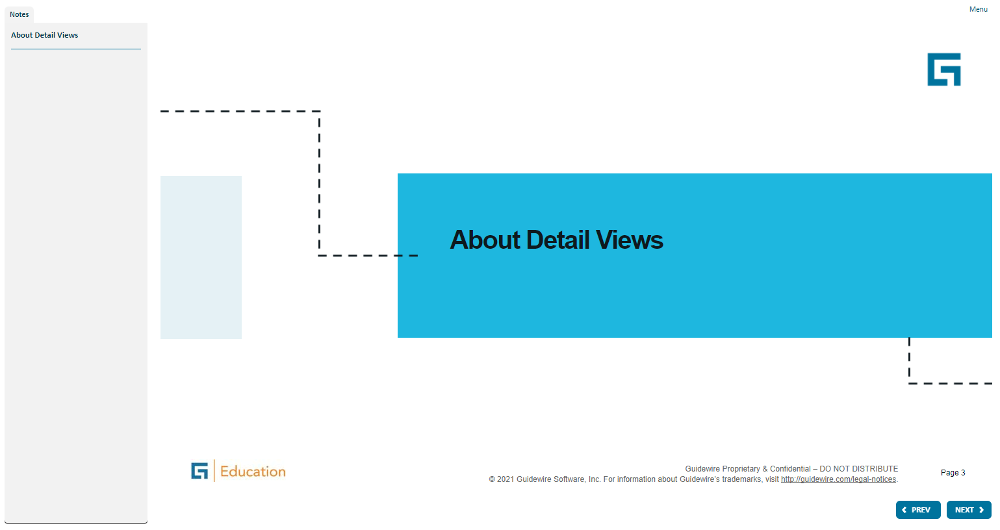 Notes
Menu
About Detail Views
About Detail Views
Education
Guidewire Proprietary & Confidential – DO NOT DISTRIBUTE
© 2021 Guidewire Software, Inc. For information about Guidewire's trademarks, visit http://guidewire.com/legal-notices.
Page 3
PREV
NEXT